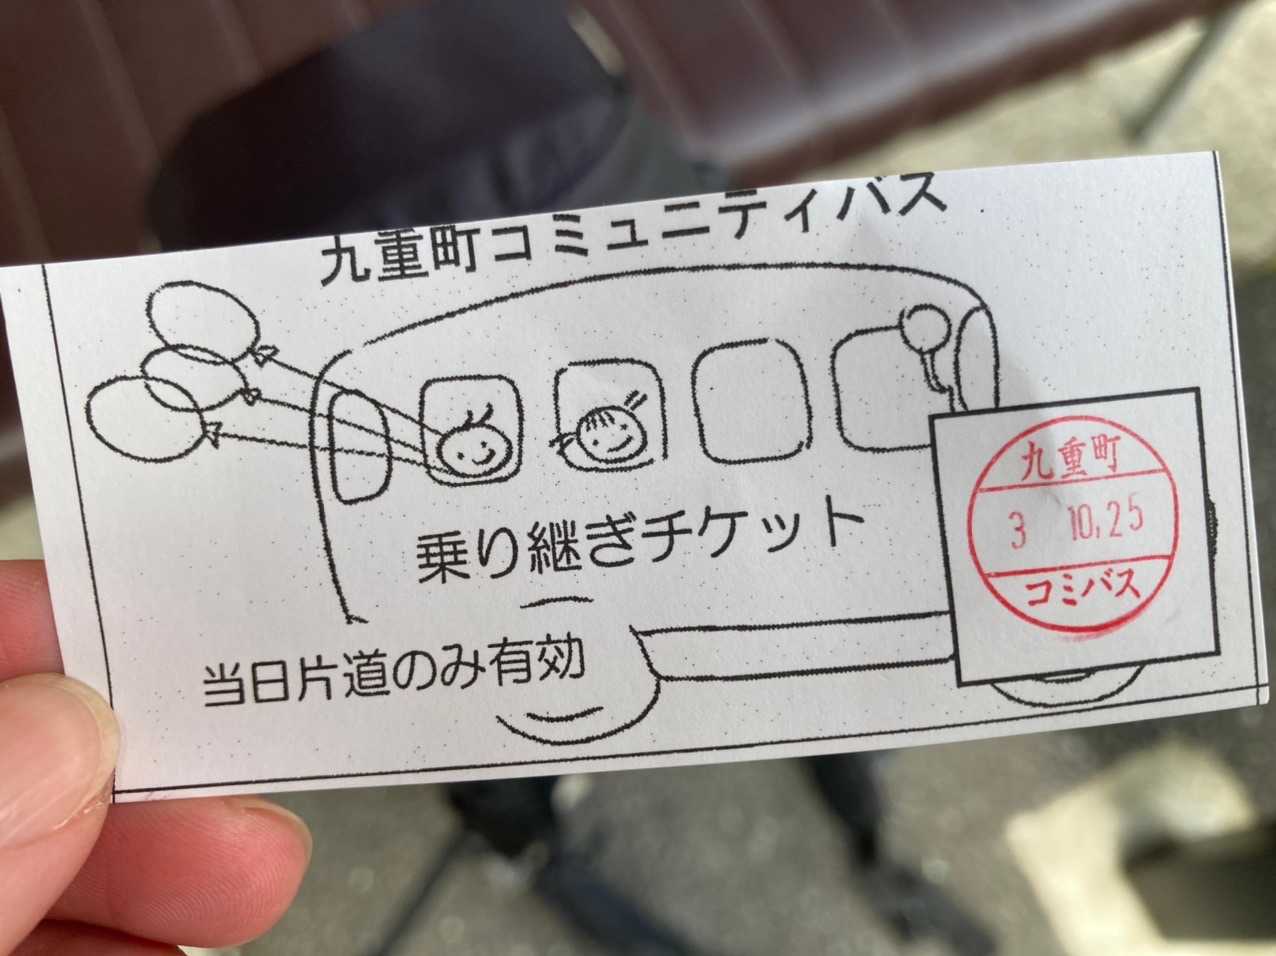 九重町コミュニティバス
乗り継ぎチケット
当日片道のみ有効
九重町
3 10,25
コミバス